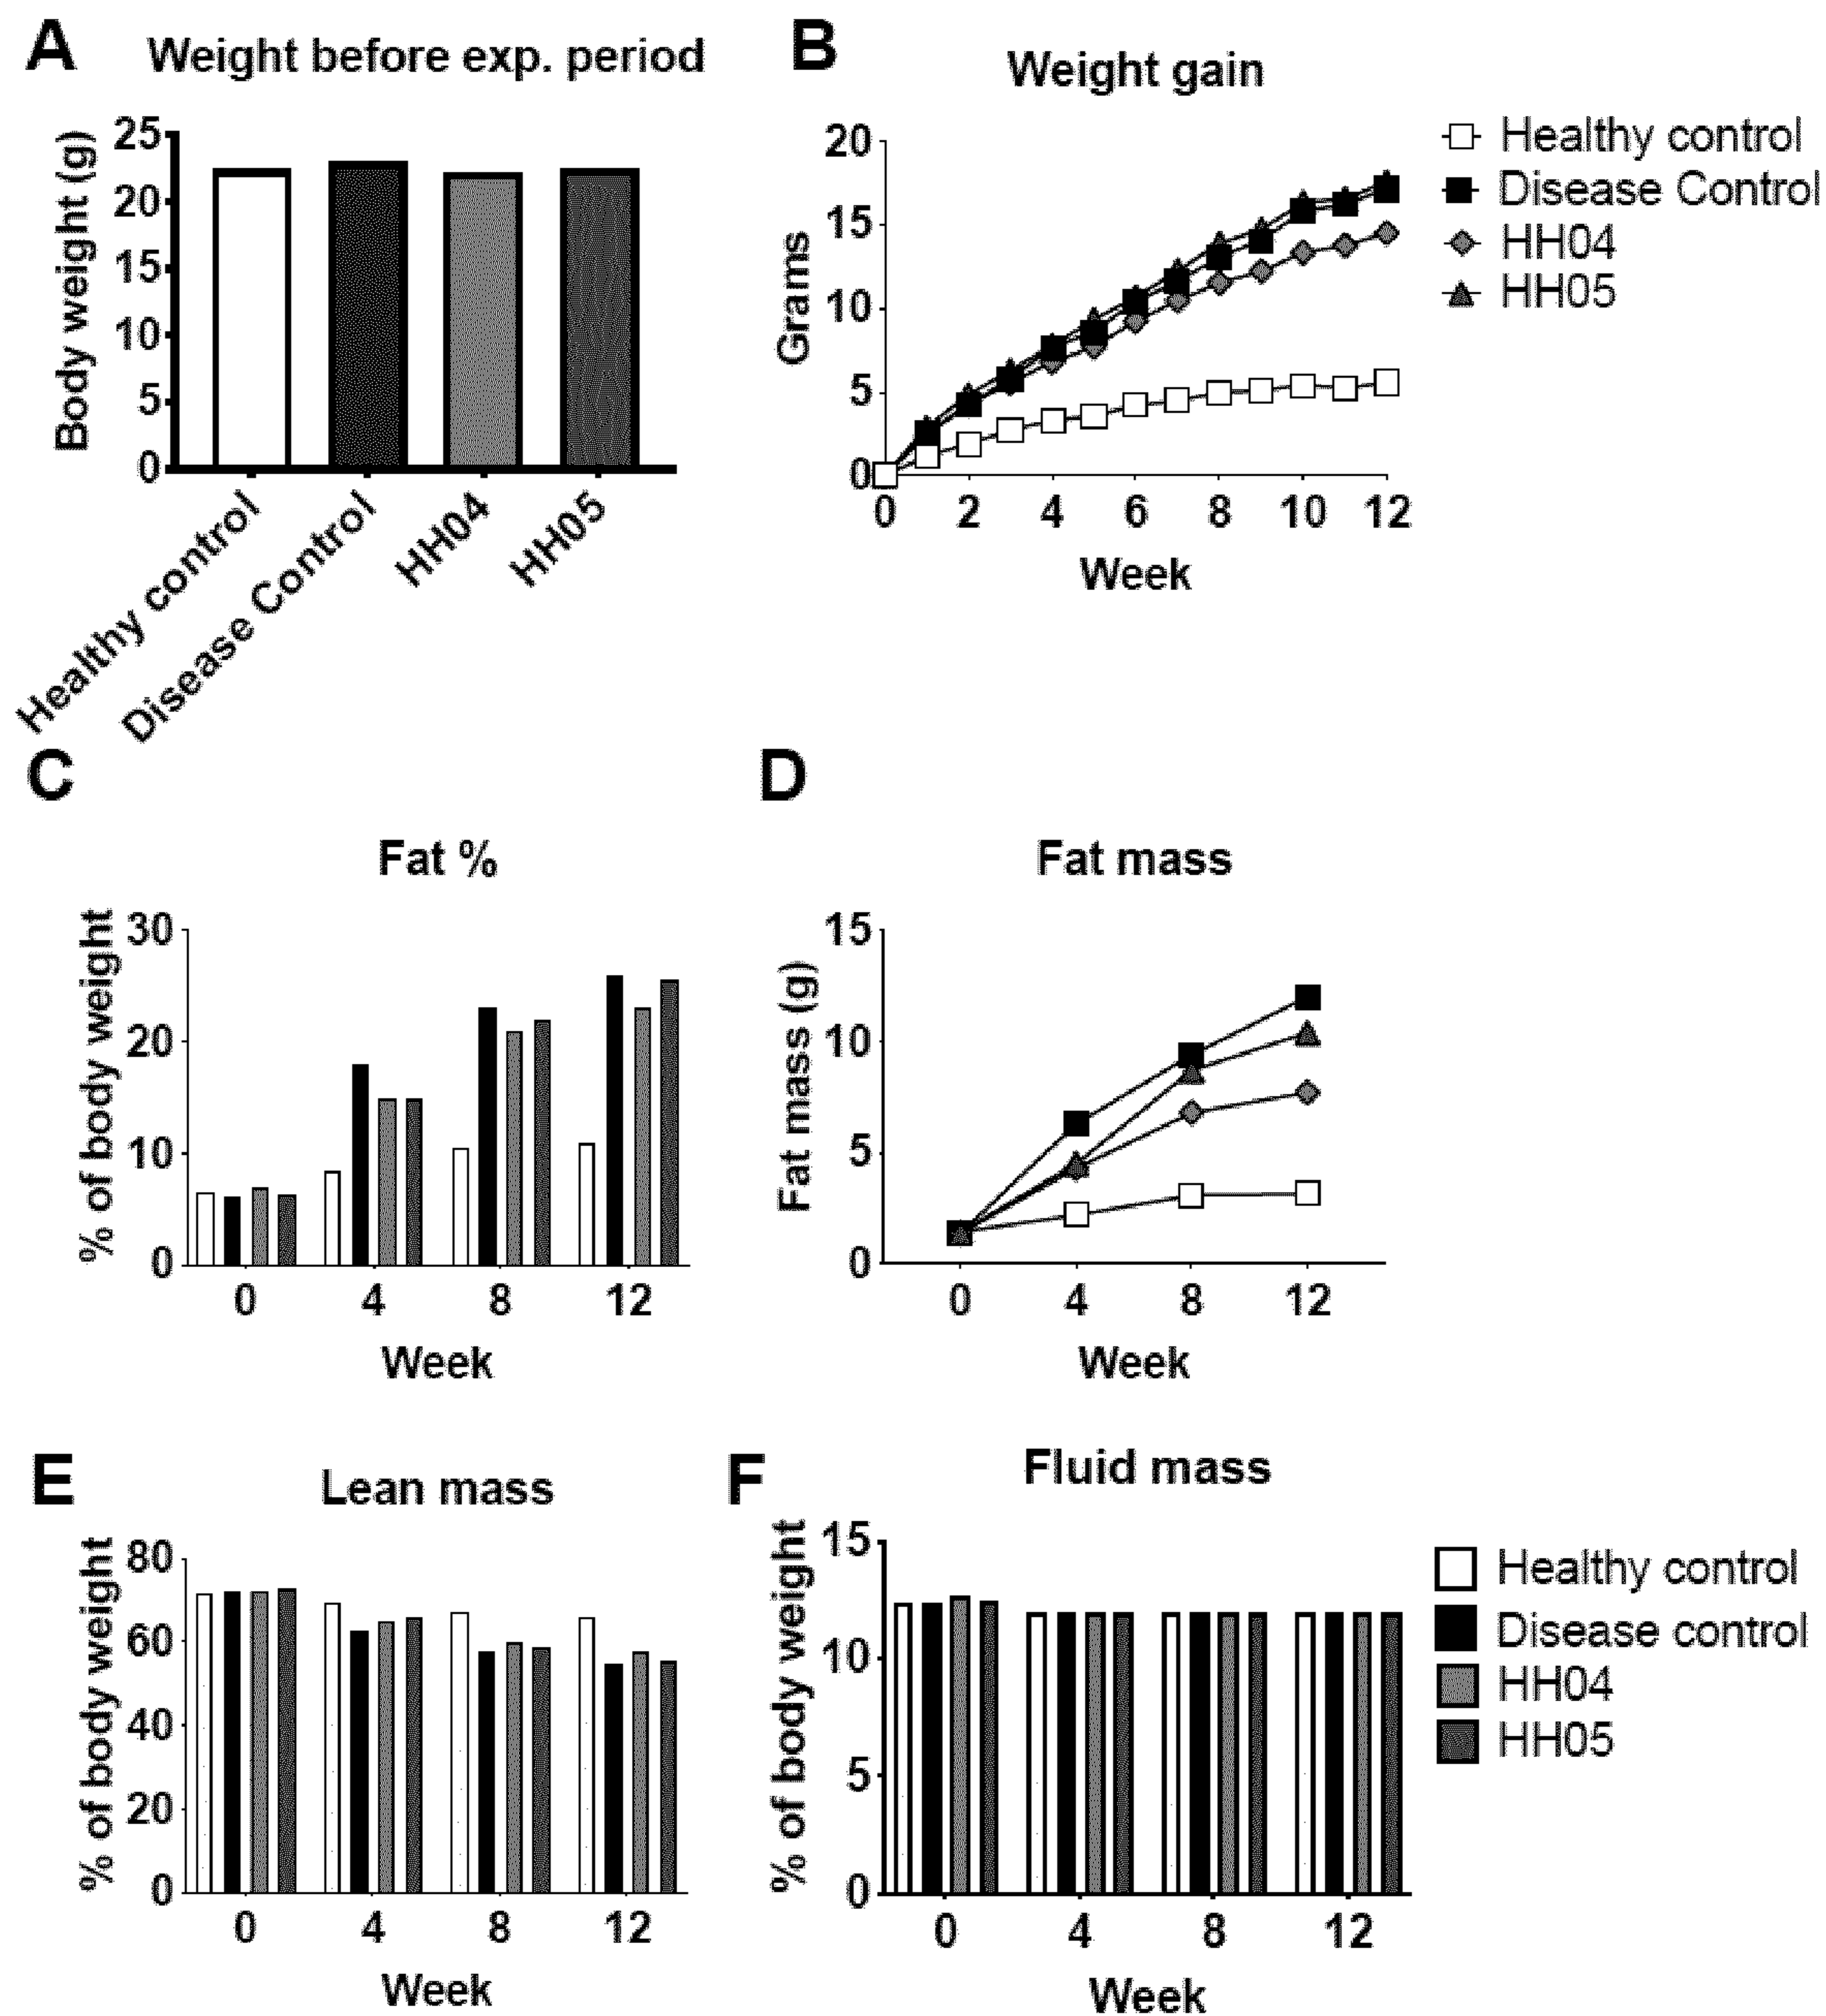 A
Weight before exp. period
Body weight (g)
25
20
15
10
5
0
Healthy control
Disease Control
HH04
HH05
B
Weight gain
Grams
20
15
10
5
0
0 2 4 6 8 10 12
Week
Healthy control
Disease Control
HH04
HH05
C
Fat %
% of body weight
30
20
10
0
0 4 8 12
Week
D
Fat mass
Fat mass (g)
15
10
5
0
0 4 8 12
Week
E
Lean mass
% of body weight
80
60
40
20
0
0 4 8 12
Week
F
Fluid mass
% of body weight
15
10
5
0
0 4 8 12
Week
Healthy control
Disease control
HH04
HH05